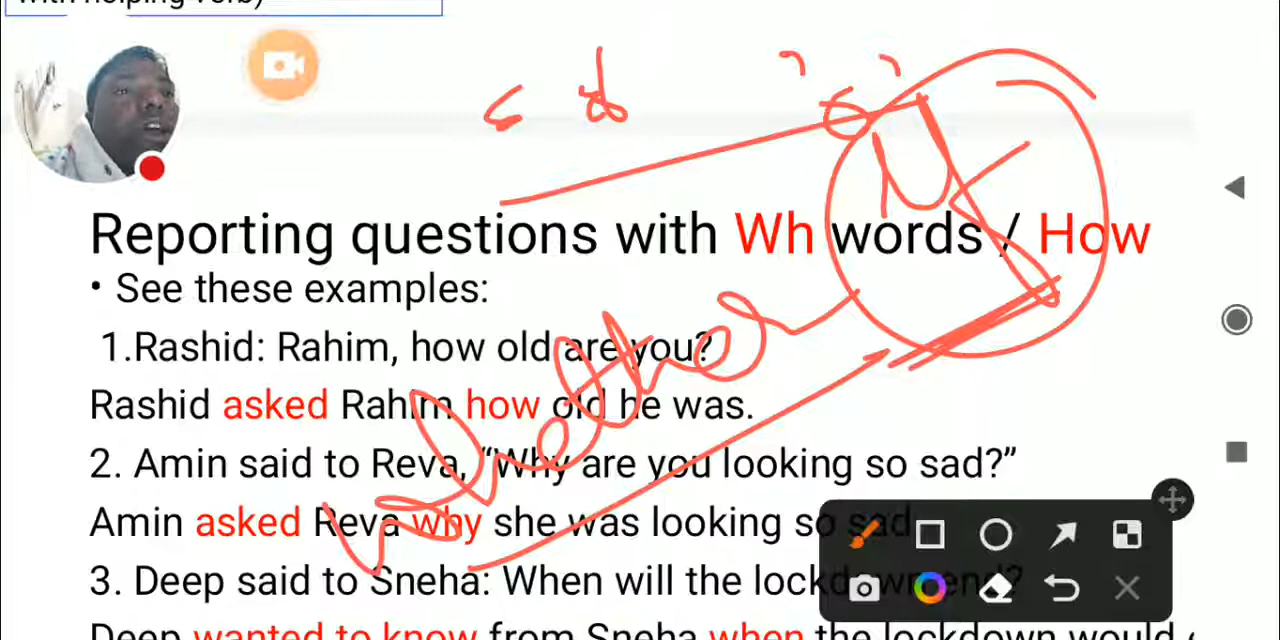 with helping verb)
Reporting questions with Wh words / How
• See these examples:
1.Rashid: Rahim, how old are you?
Rashid asked Rahim how old he was.
whether
2. Amin said to Reva, “Why are you looking so sad?”
Amin asked Reva why she was looking so sad
3. Deep said to Sneha: When will the lockdown end?
Deep wanted to know from Sneha when the lockdown would